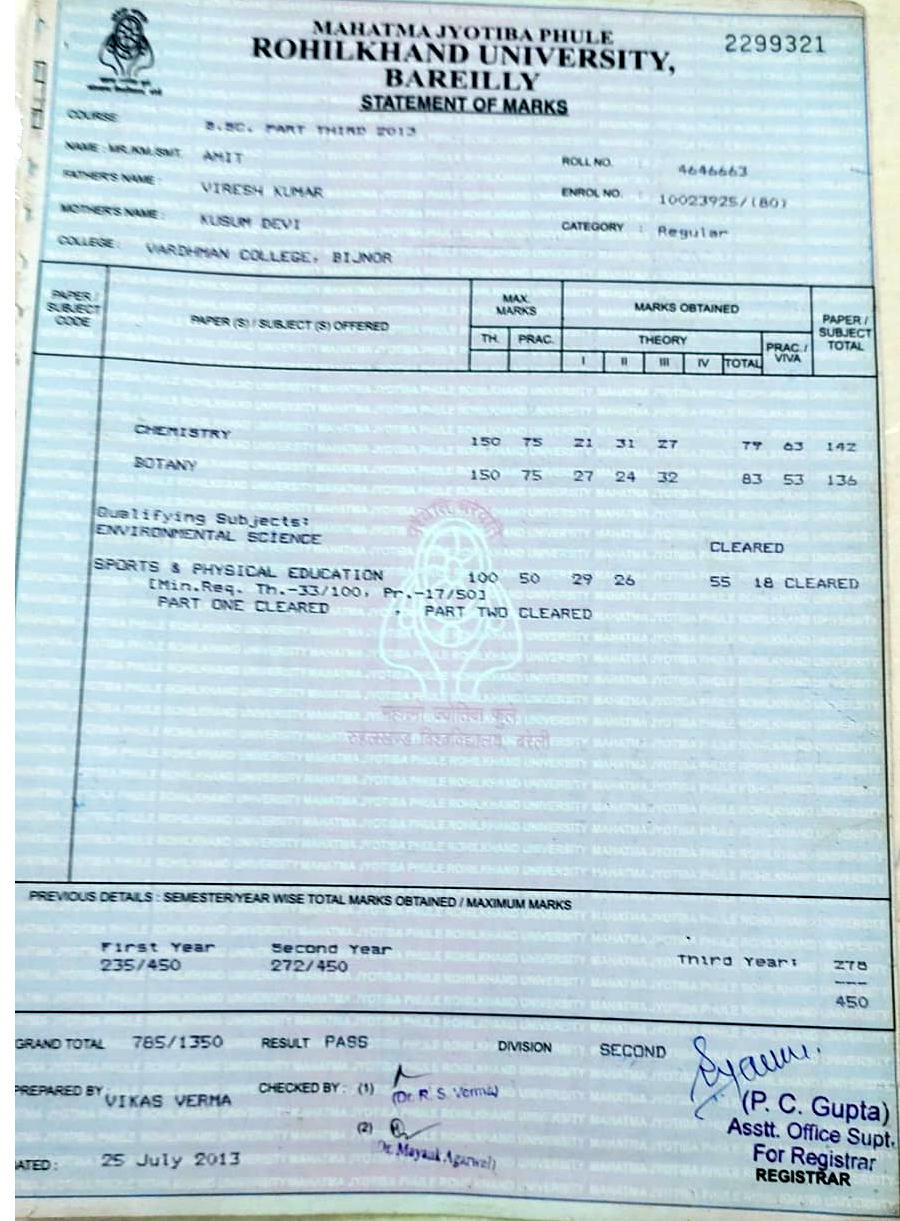 MAHATMA JYOTIBA PHULE
ROHILKHAND UNIVERSITY,
BAREILLY
2299321
STATEMENT OF MARKS
COURSE B.SC. PART THIRD 2013
NAME : MR./KM./SMT. AMIT ROLL NO. : 4646663
FATHER'S NAME : VIRESH KUMAR ENROL NO. : 10023925/(80)
MOTHER'S NAME : KUSUM DEVI CATEGORY : Regular
COLLEGE : VARDHMAN COLLEGE, BIJNOR
PAPER / SUBJECT CODE PAPER (S) / SUBJECT (S) OFFERED MAX. MARKS MARKS OBTAINED PAPER / SUBJECT TOTAL
TH. PRAC. THEORY PRAC. / VIVA
I II III IV TOTAL
CHEMISTRY 150 75 21 31 27 79 63 142
BOTANY 150 75 27 24 32 83 53 136
Qualifying Subjects:
ENVIRONMENTAL SCIENCE CLEARED
SPORTS & PHYSICAL EDUCATION 100 50 29 26 55 18 CLEARED
[Min.Req. Th.-33/100, Pr.-17/50]
PART ONE CLEARED , PART TWO CLEARED
महात्मा ज्योतिबा फुले
रुहेलखण्ड विश्वविद्यालय, बरेली
PREVIOUS DETAILS : SEMESTER/YEAR WISE TOTAL MARKS OBTAINED / MAXIMUM MARKS
First Year Second Year Third Year: 278
235/450 272/450 ---
450
GRAND TOTAL 785/1350 RESULT PASS DIVISION SECOND
PREPARED BY : VIKAS VERMA CHECKED BY : (1) (Dr. R. S. Verma)
(P. C. Gupta)
(2) Dr. Mayank Agarwal)
Asstt. Office Supt.
For Registrar
REGISTRAR
ATED : 25 July 2013